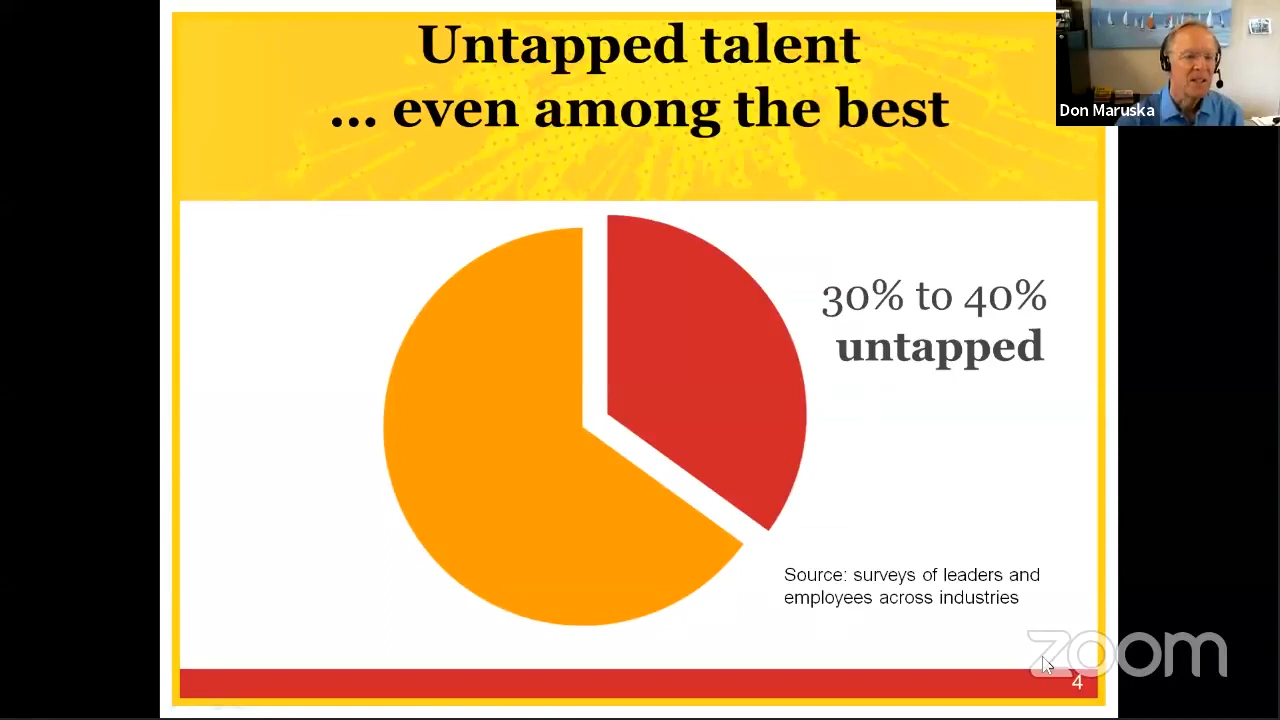 Untapped talent
... even among the best
Don Maruska
30% to 40%
untapped
Source: surveys of leaders and
employees across industries
zoom
4